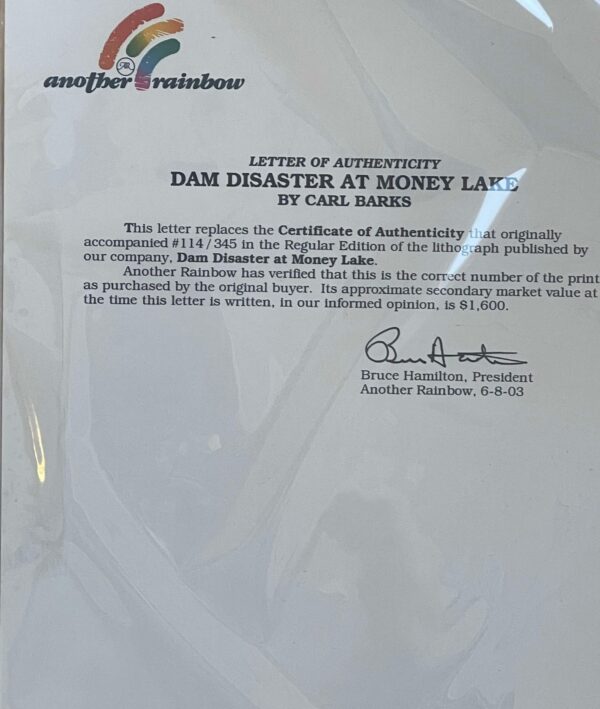 another rainbow
LETTER OF AUTHENTICITY
DAM DISASTER AT MONEY LAKE
BY CARL BARKS
This letter replaces the Certificate of Authenticity that originally
accompanied #114/345 in the Regular Edition of the lithograph published by
our company, Dam Disaster at Money Lake.
Another Rainbow has verified that this is the correct number of the print
as purchased by the original buyer. Its approximate secondary market value at
the time this letter is written, in our informed opinion, is $1,600.
Bruce Hamilton, President
Another Rainbow, 6-8-03